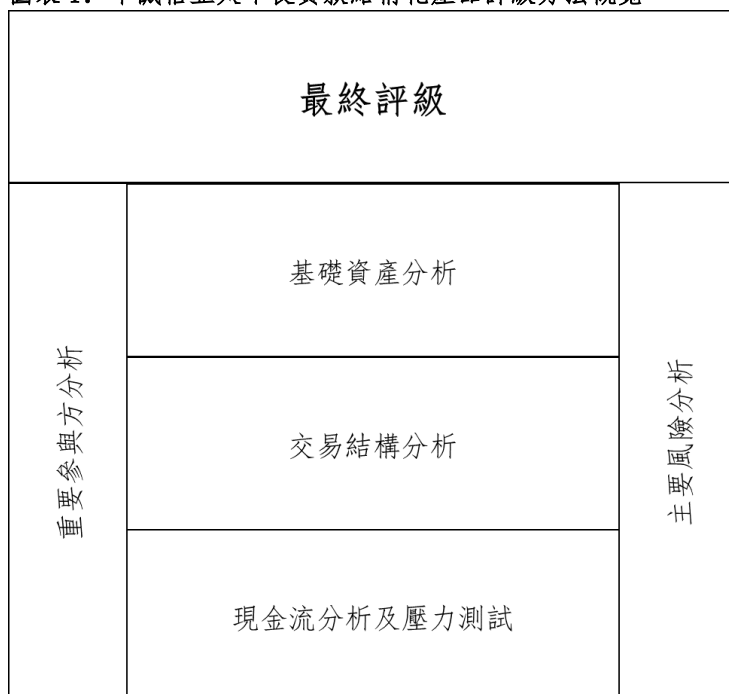 最終評級
基礎資產分析
重要參與方分析
交易結構分析
主要風險分析
現金流分析及壓力測試